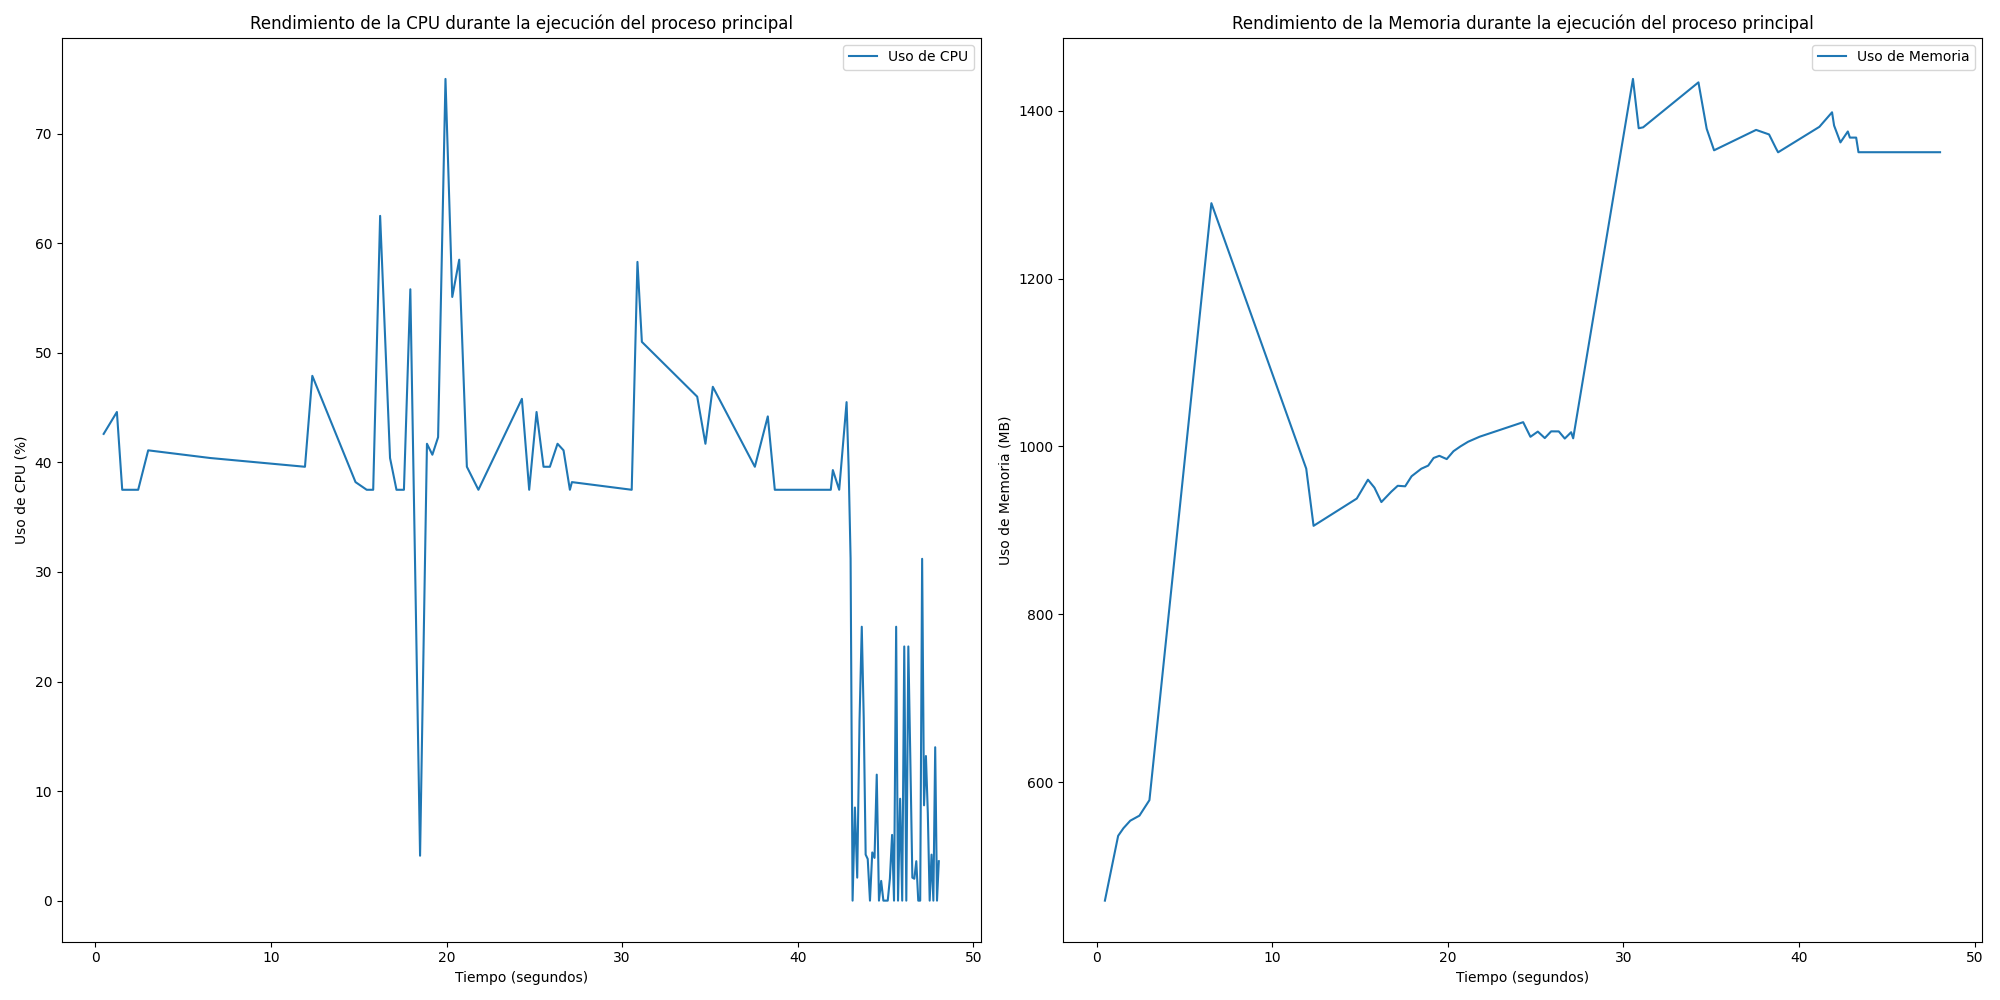 Rendimiento de la CPU durante la ejecución del proceso principal
Uso de CPU
Uso de CPU (%)
70
60
50
40
30
20
10
0
0 10 20 30 40 50
Tiempo (segundos)
Rendimiento de la Memoria durante la ejecución del proceso principal
Uso de Memoria
Uso de Memoria (MB)
1400
1200
1000
800
600
0 10 20 30 40 50
Tiempo (segundos)